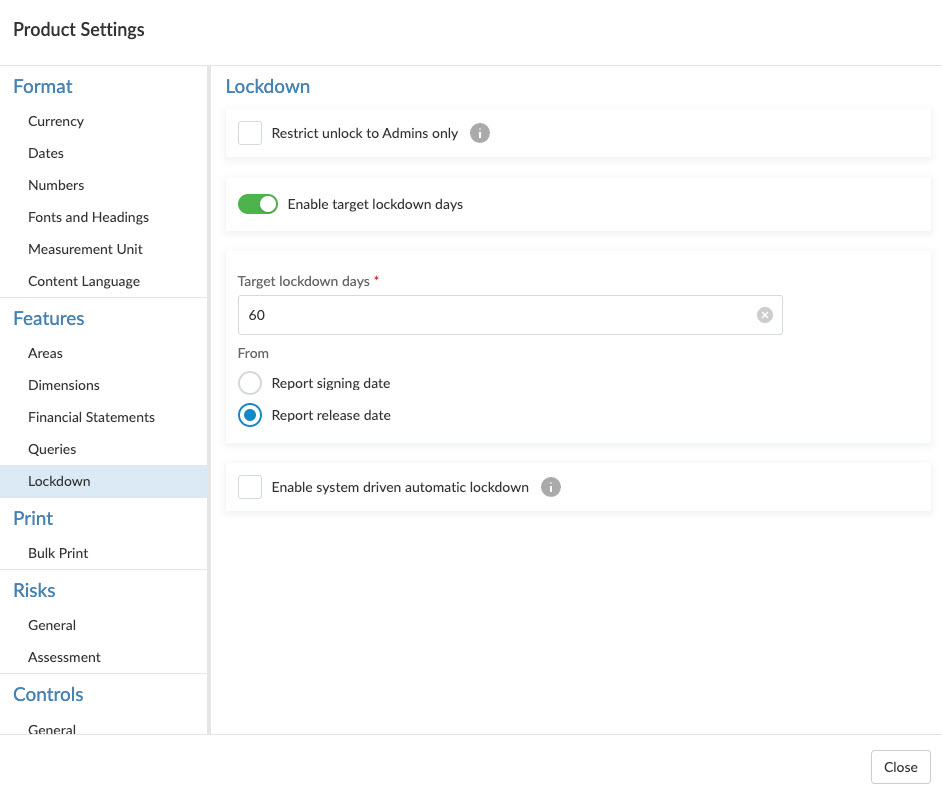 Product Settings
Format
Currency
Dates
Numbers
Fonts and Headings
Measurement Unit
Content Language
Features
Areas
Dimensions
Financial Statements
Queries
Lockdown
Print
Bulk Print
Risks
General
Assessment
Controls
General
Lockdown
Restrict unlock to Admins only
Enable target lockdown days
Target lockdown days *
60
From
Report signing date
Report release date
Enable system driven automatic lockdown
Close